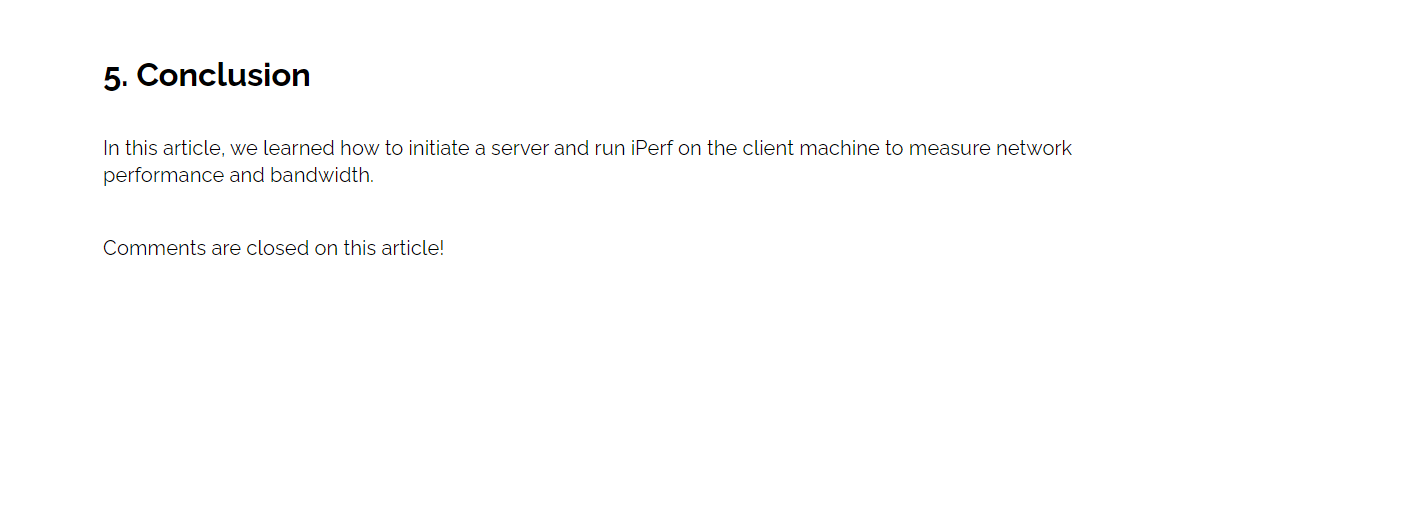 5. Conclusion
In this article, we learned how to initiate a server and run iPerf on the client machine to measure network
performance and bandwidth.
Comments are closed on this article!